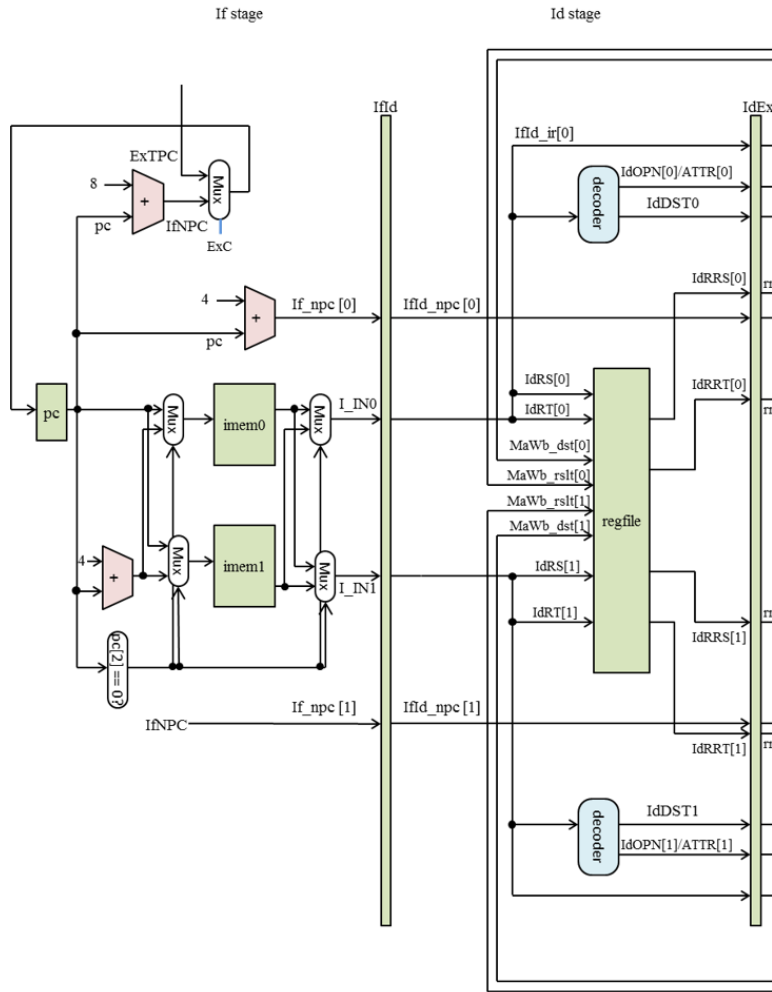 If stage
Id stage
IfId
IdEx
ExTPC
8
+
Mux
pc
IfNPC
ExC
4
+
If_npc [0]
pc
IfId_npc [0]
IfId_ir[0]
decoder
IdOPN[0]/ATTR[0]
IdDST0
IdRRS[0]
pc
Mux
imem0
Mux
I_IN0
IdRS[0]
IdRT[0]
IdRRT[0]
MaWb_dst[0]
MaWb_rslt[0]
MaWb_rslt[1]
MaWb_dst[1]
regfile
4
+
Mux
imem1
Mux
I_IN1
IdRS[1]
IdRT[1]
IdRRS[1]
pc[2] == 0?
IfNPC
If_npc [1]
IfId_npc [1]
IdRRT[1]
decoder
IdDST1
IdOPN[1]/ATTR[1]